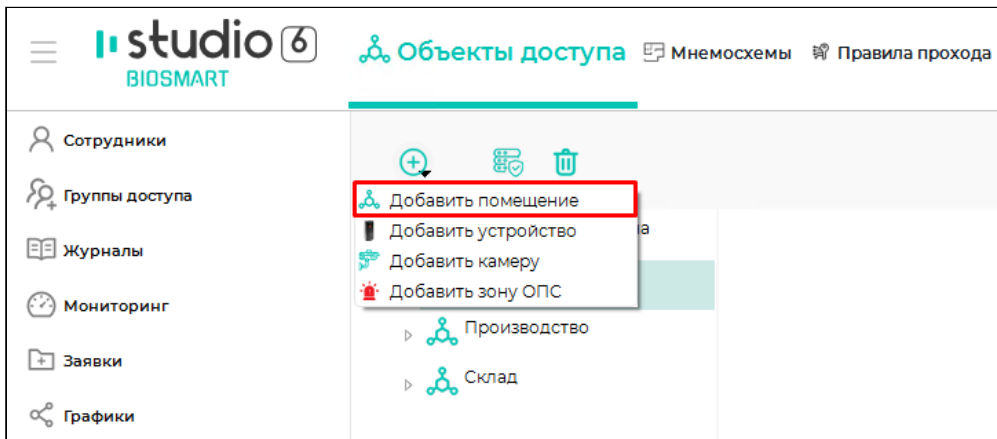 studio 6
BIOSMART
Объекты доступа
Мнемосхемы
Правила прохода
Сотрудники
Группы доступа
Журналы
Мониторинг
Заявки
Графики
Добавить помещение
Добавить устройство
Добавить камеру
Добавить зону ОПС
Производство
Склад